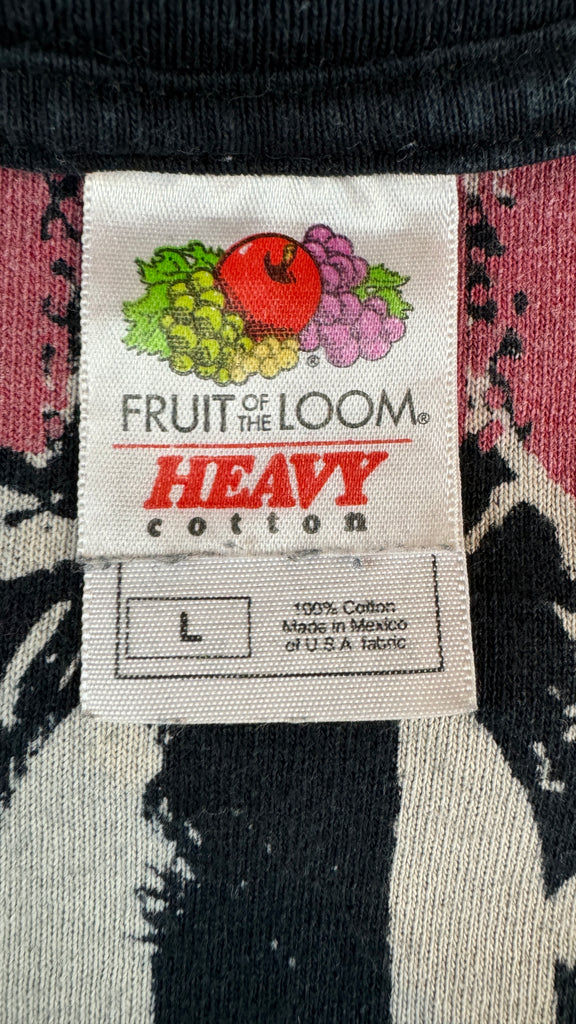 ®
FRUIT OF THE LOOM®
HEAVY
cotton
L
100% Cotton
Made in Mexico
of U S A fabric